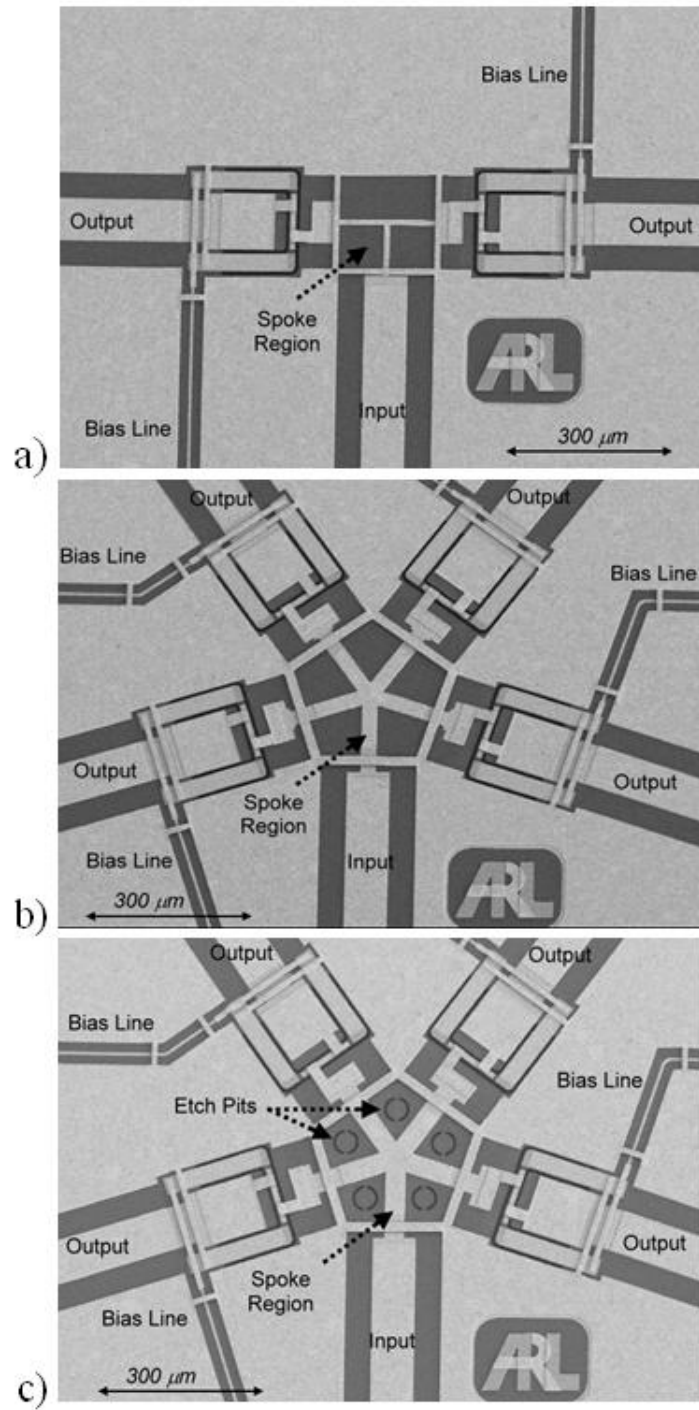 Bias Line
Output
Output
Spoke
Region
Input
ARL
Bias Line
300 μm
a)
Output
Output
Bias Line
Bias Line
Output
Output
Spoke
Region
Bias Line
Input
ARL
300 μm
b)
Output
Output
Bias Line
Bias Line
Etch Pits
Output
Output
Spoke
Region
Bias Line
Input
ARL
300 μm
c)